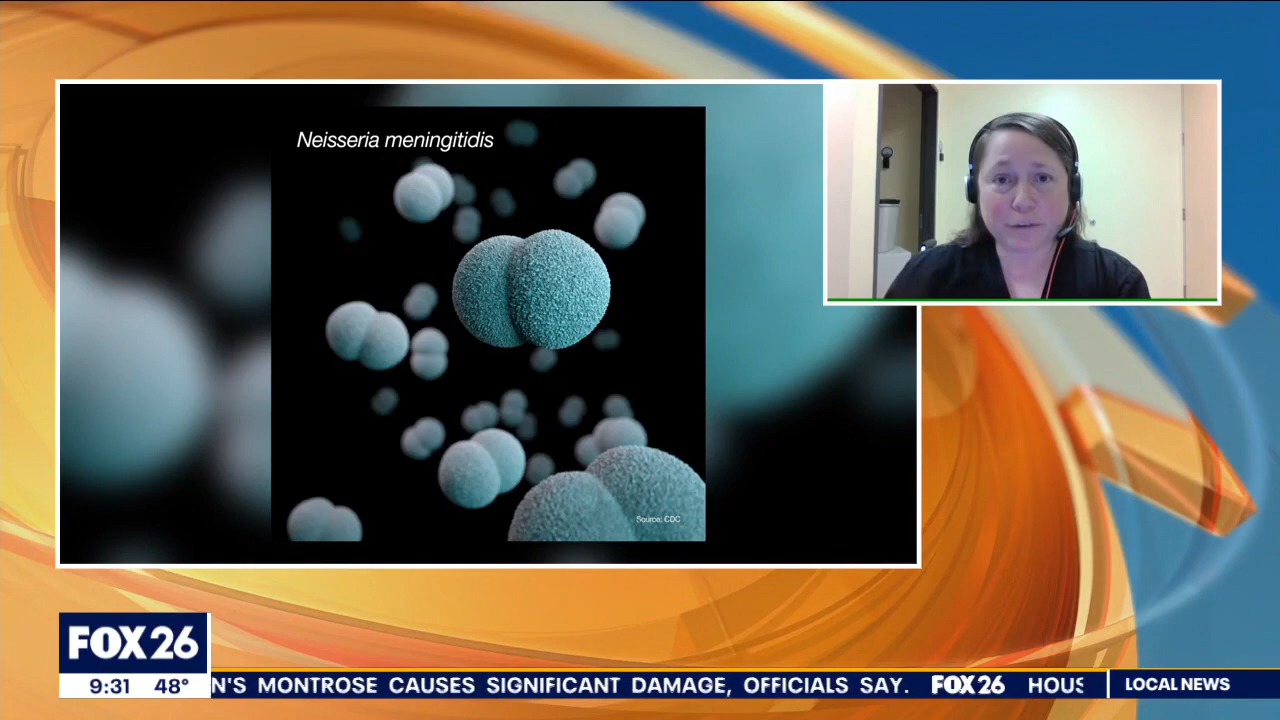 Neisseria meningitidis
Source: CDC
FOX 26
9:31 48°
N'S MONTROSE CAUSES SIGNIFICANT DAMAGE, OFFICIALS SAY. FOX 26 HOUS
LOCAL NEWS